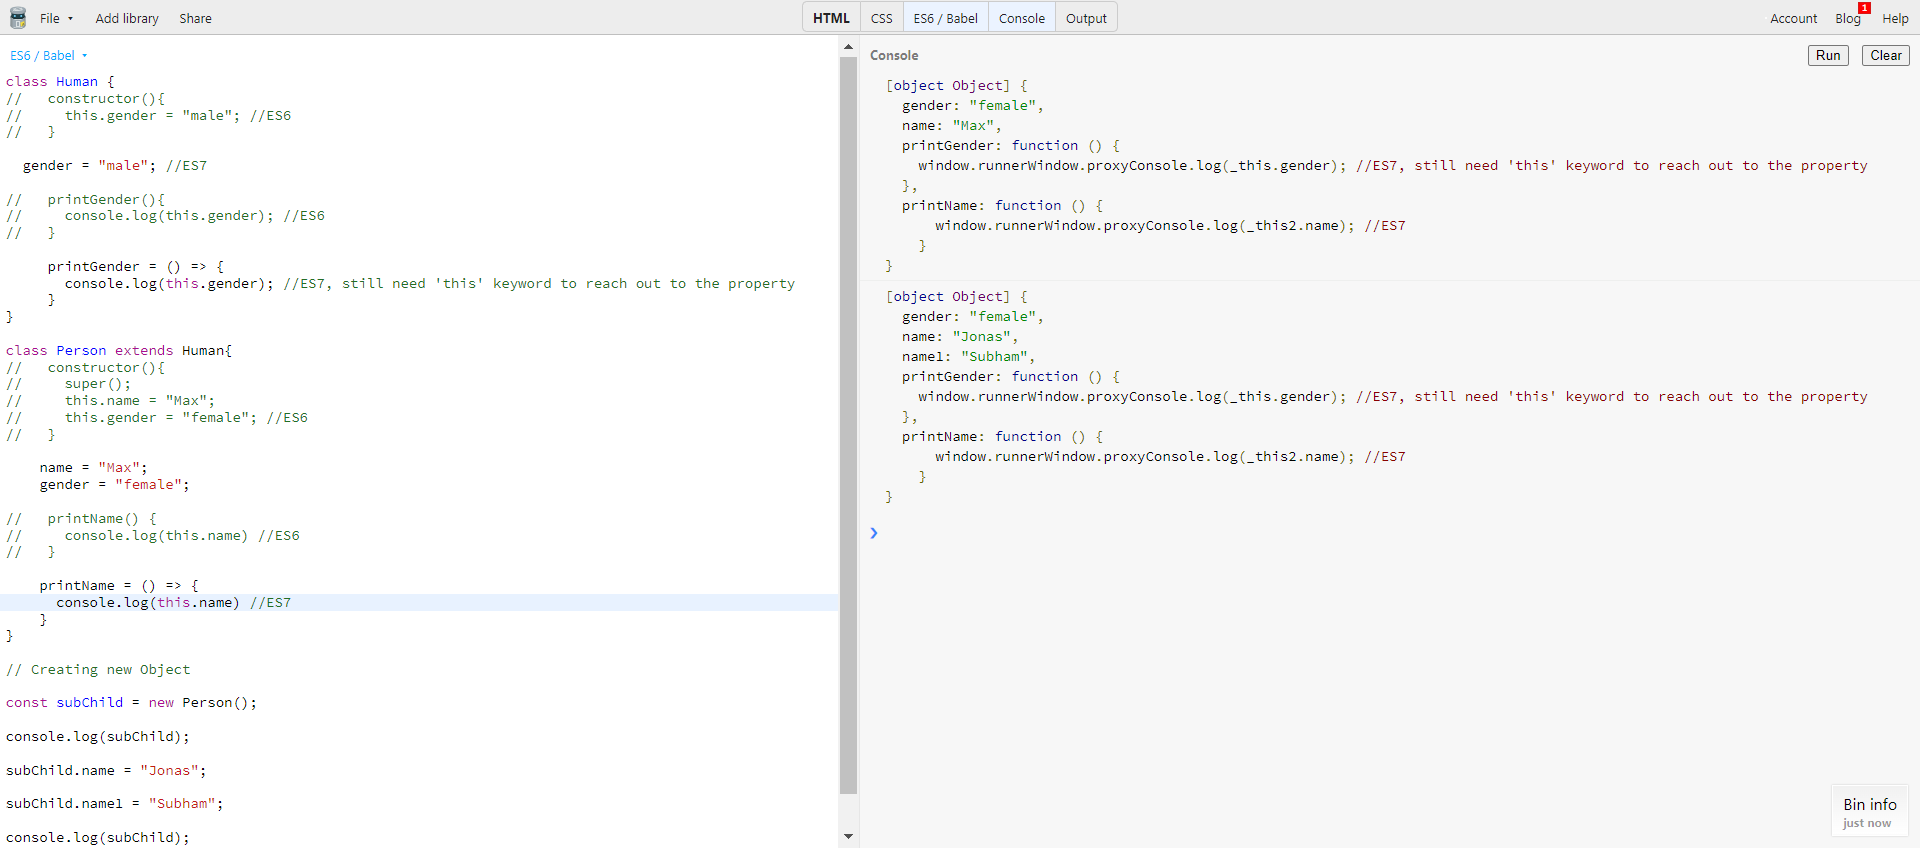 File Add library Share HTML CSS ES6 / Babel Console Output Account Blog 1 Help
ES6 / Babel
class Human {
//   constructor(){
//     this.gender = "male"; //ES6
//   }
  gender = "male"; //ES7
//   printGender(){
//     console.log(this.gender); //ES6
//   }
     printGender = () => {
       console.log(this.gender); //ES7, still need 'this' keyword to reach out to the property
     }
}
class Person extends Human{
//   constructor(){
//     super();
//     this.name = "Max";
//     this.gender = "female"; //ES6
//   }
    name = "Max";
    gender = "female";
//   printName() {
//     console.log(this.name) //ES6
//   }
    printName = () => {
      console.log(this.name) //ES7
    }
}
// Creating new Object
const subChild = new Person();
console.log(subChild);
subChild.name = "Jonas";
subChild.name1 = "Subham";
console.log(subChild);
Console Run Clear
[object Object] {
  gender: "female",
  name: "Max",
  printGender: function () {
    window.runnerWindow.proxyConsole.log(_this.gender); //ES7, still need 'this' keyword to reach out to the property
  },
  printName: function () {
      window.runnerWindow.proxyConsole.log(_this2.name); //ES7
    }
}
[object Object] {
  gender: "female",
  name: "Jonas",
  name1: "Subham",
  printGender: function () {
    window.runnerWindow.proxyConsole.log(_this.gender); //ES7, still need 'this' keyword to reach out to the property
  },
  printName: function () {
      window.runnerWindow.proxyConsole.log(_this2.name); //ES7
    }
}
Bin info
just now